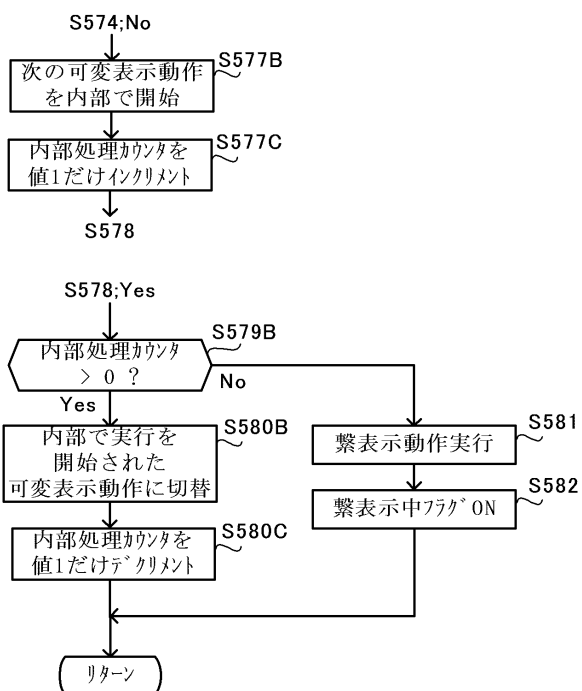 S574;No
S577B
次の可変表示動作
を内部で開始
S577C
内部処理ｶｳﾝﾀを
値1だけｲﾝｸﾘﾒﾝﾄ
S578
S578;Yes
S579B
内部処理ｶｳﾝﾀ
> 0 ?
No
Yes
S580B
内部で実行を
開始された
可変表示動作に切替
S581
繋表示動作実行
S582
繋表示中ﾌﾗｸﾞON
S580C
内部処理ｶｳﾝﾀを
値1だけﾃﾞｸﾘﾒﾝﾄ
ﾘﾀｰﾝ